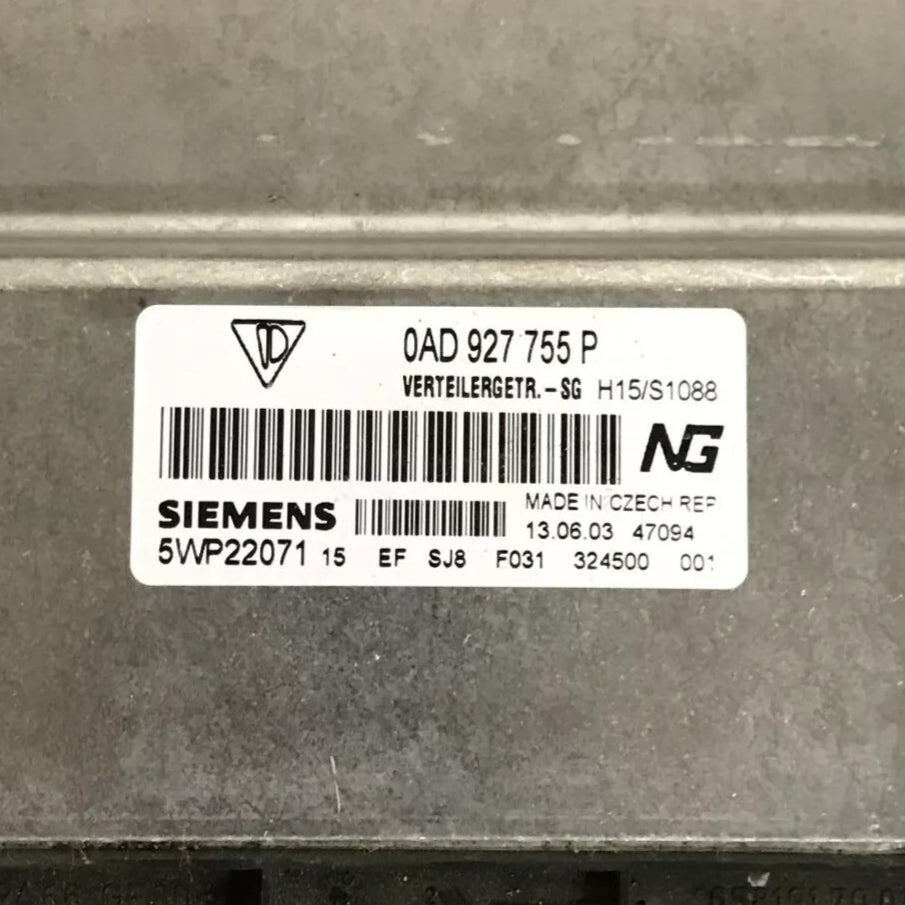 0AD 927 755 P
VERTEILERGETR.-SG H15/S1088
NG
SIEMENS
MADE IN CZECH REP
13.06.03 47094
5WP22071 15 EF SJ8 F031 324500 001